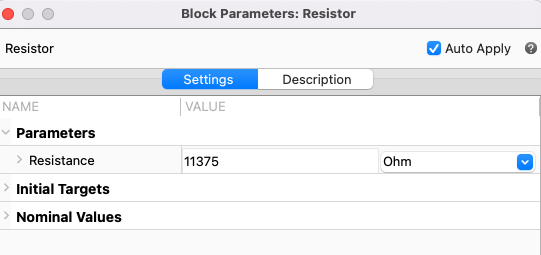 Block Parameters: Resistor
Resistor
Auto Apply
?
Settings Description
NAME VALUE
Parameters
Resistance 11375 Ohm
Initial Targets
Nominal Values